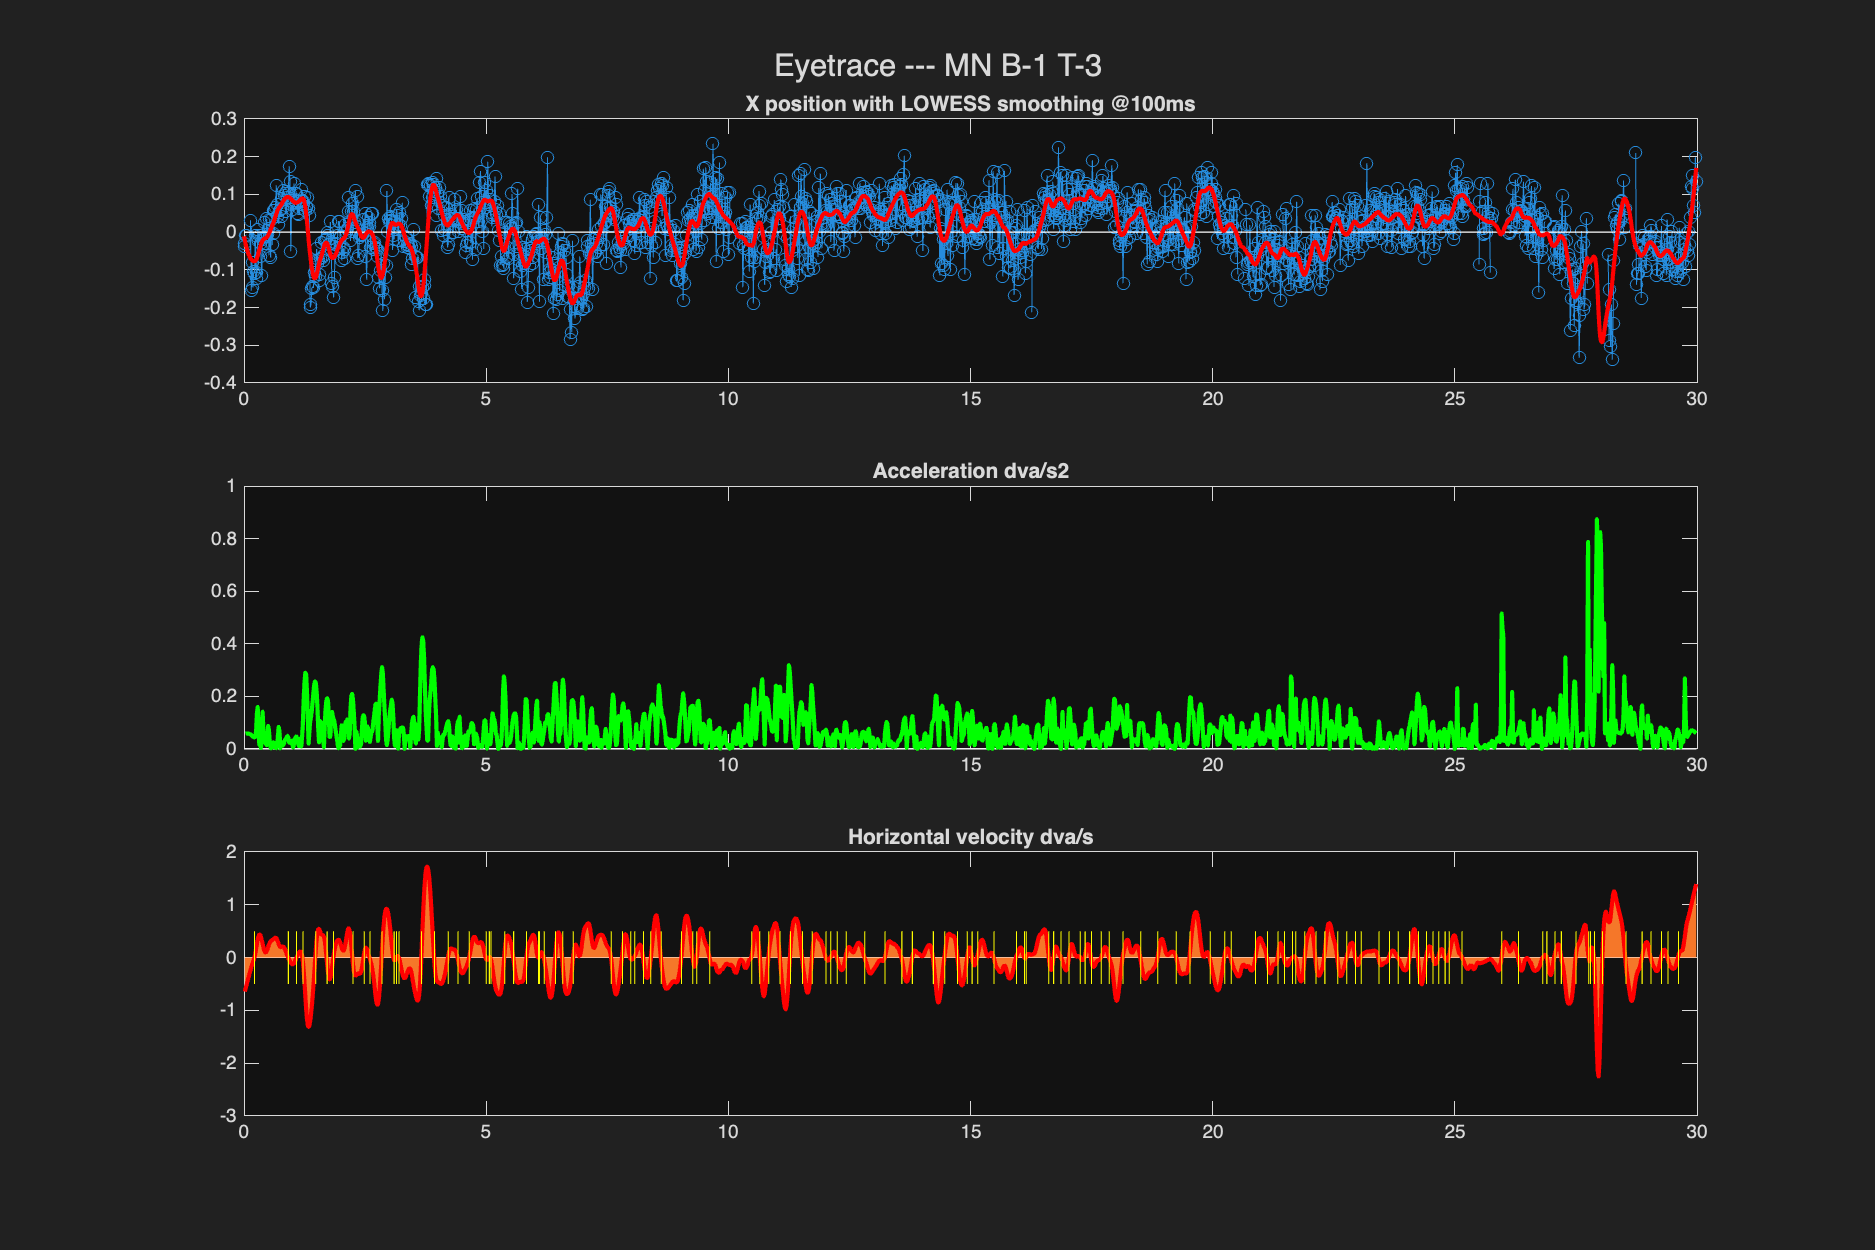 Eyetrace --- MN B-1 T-3
X position with LOWESS smoothing @100ms
0.3
0.2
0.1
0
-0.1
-0.2
-0.3
-0.4
0 5 10 15 20 25 30
Acceleration dva/s2
1
0.8
0.6
0.4
0.2
0
0 5 10 15 20 25 30
Horizontal velocity dva/s
2
1
0
-1
-2
-3
0 5 10 15 20 25 30